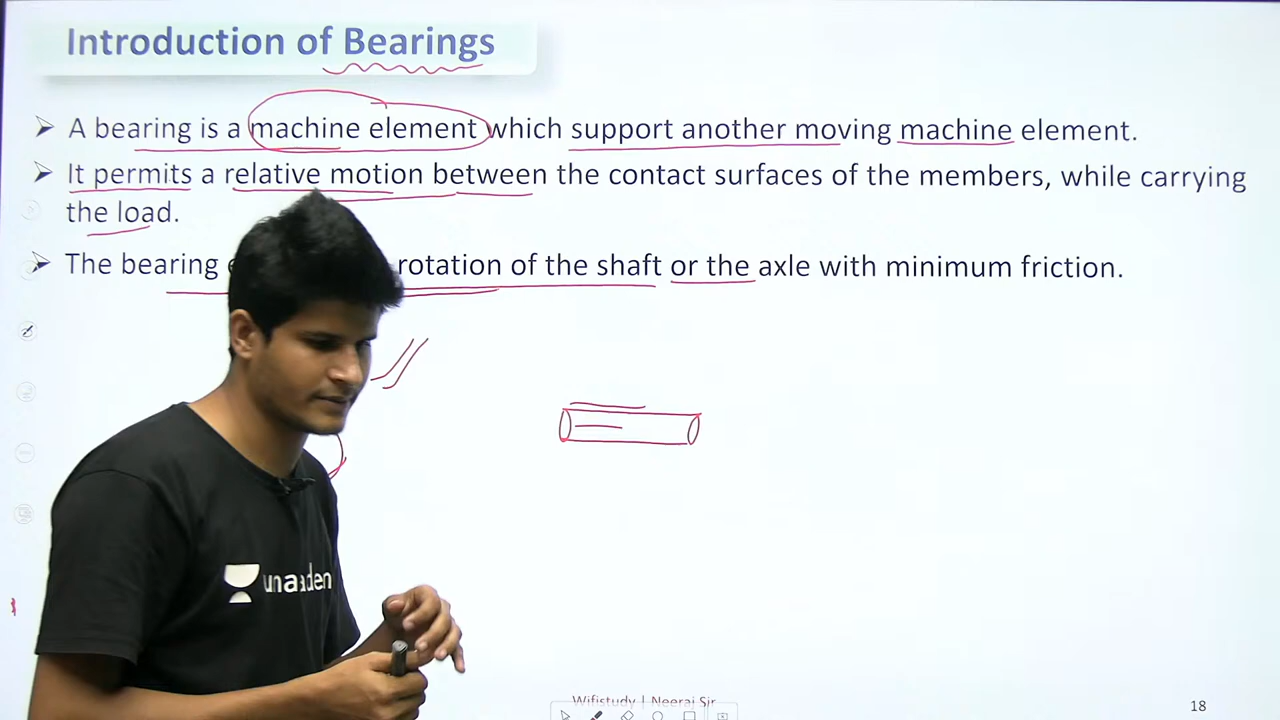 Introduction of Bearings
A bearing is a machine element which support another moving machine element.
It permits a relative motion between the contact surfaces of the members, while carrying
the load.
The bearing rotation of the shaft or the axle with minimum friction.
una
den
Wifistudy | Neeraj Sir
18